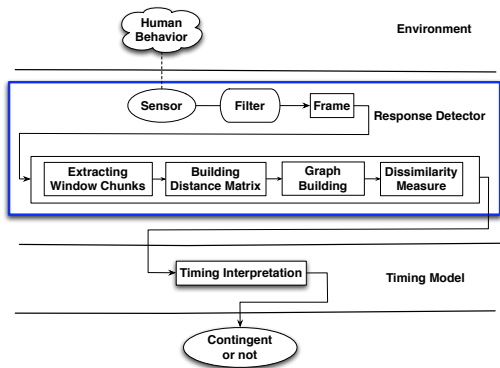 Human
Behavior
Environment
Sensor
Filter
Frame
Response Detector
Extracting
Window Chunks
Building
Distance Matrix
Graph
Building
Dissimilarity
Measure
Timing Interpretation
Timing Model
Contingent
or not